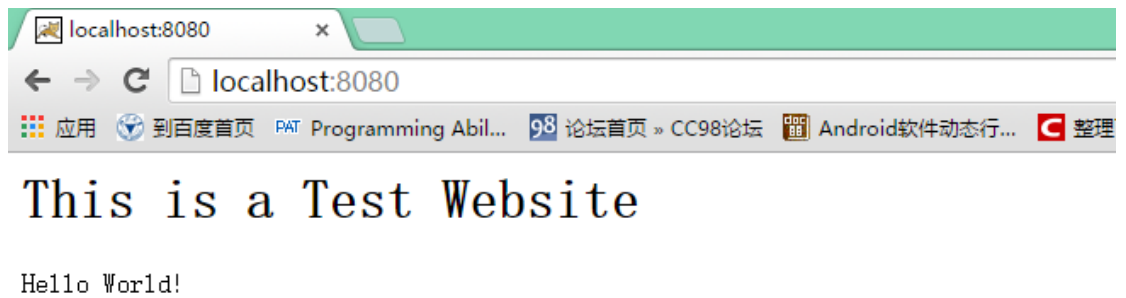 localhost:8080
localhost:8080
应用 到百度首页 PAT Programming Abil... 98 论坛首页 » CC98论坛 Android软件动态行... C 整理
This is a Test Website
Hello World!